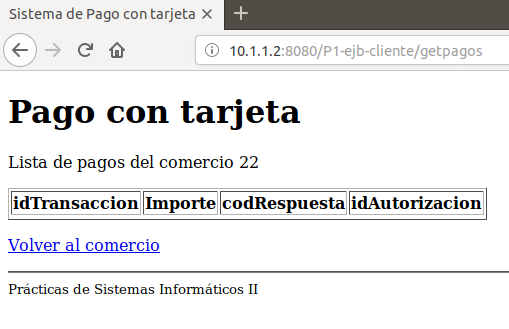 Sistema de Pago con tarjeta
10.1.1.2:8080/P1-ejb-cliente/getpagos
Pago con tarjeta
Lista de pagos del comercio 22
idTransaccion Importe codRespuesta idAutorizacion
Volver al comercio
Prácticas de Sistemas Informáticos II